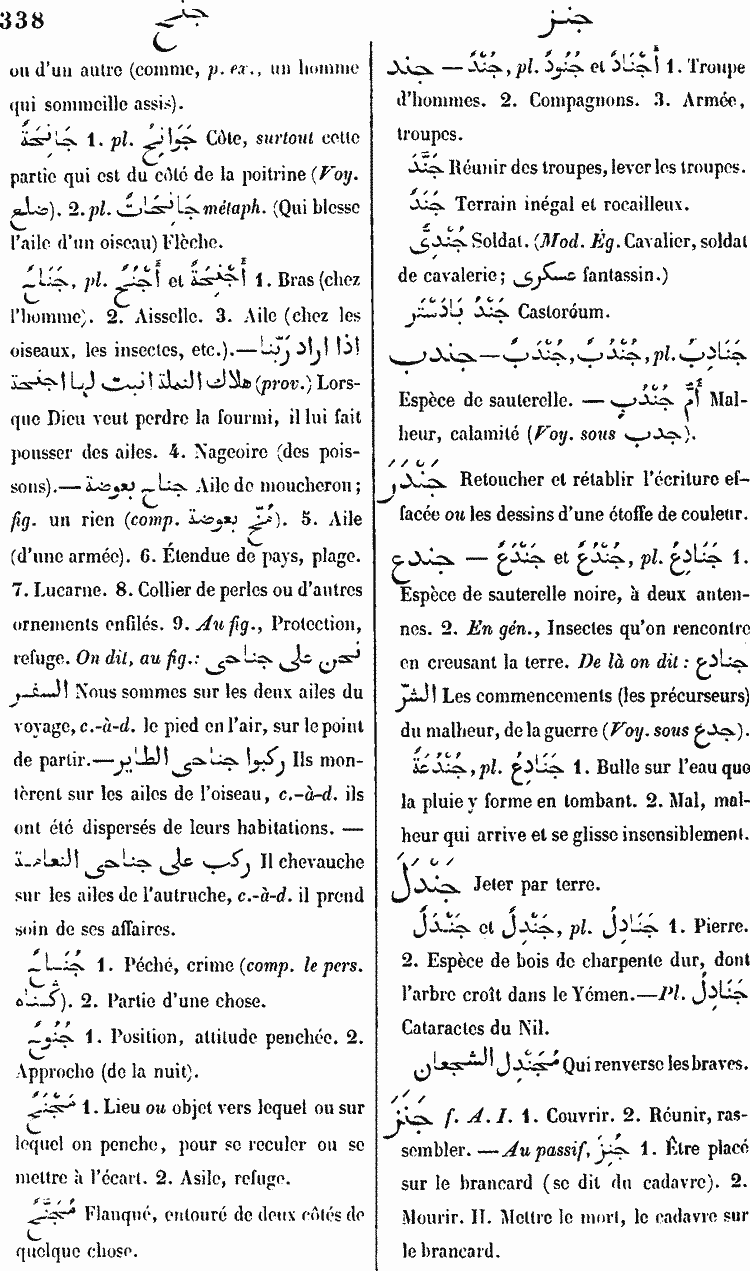 338
جنح
جنز
ou d'un autre (comme, p. ex., un homme
qui sommeille assis).
جَانِحَةٌ 1. pl. جَوَانِحُ Côte, surtout cette
partie qui est du côté de la poitrine (Voy.
ضلع). 2. pl. جَانِحَاتٌ métaph. (Qui blesse
l'aile d'un oiseau) Flèche.
جَنَاحٌ, pl. أَجْنُحٌ et أَجْنِحَةٌ 1. Bras (chez
l'homme). 2. Aisselle. 3. Aile (chez les
oiseaux, les insectes, etc.).—اذا اراد رَبّنا
هلاك النملة انبت لها اجنحة (prov.) Lors-
que Dieu veut perdre la fourmi, il lui fait
pousser des ailes. 4. Nageoire (des pois-
sons).— جناح بعوضة Aile de moucheron;
fig. un rien (comp. مُخّ بعوضة). 5. Aile
(d'une armée). 6. Étendue de pays, plage.
7. Lucarne. 8. Collier de perles ou d'autres
ornements enfilés. 9. Au fig., Protection,
refuge. On dit, au fig.: نحن على جناحى
السفر Nous sommes sur les deux ailes du
voyage, c.-à-d. le pied en l'air, sur le point
de partir.—ركبوا جناحى الطاير Ils mon-
tèrent sur les ailes de l'oiseau, c.-à-d. ils
ont été dispersés de leurs habitations. —
ركب على جناحى النعامة Il chevauche
sur les ailes de l'autruche, c.-à-d. il prend
soin de ses affaires.
جُنَاحٌ 1. Péché, crime (comp. le pers.
گناه). 2. Partie d'une chose.
جُنُوحٌ 1. Position, attitude penchée. 2.
Approche (de la nuit).
مَجْنَحٌ 1. Lieu ou objet vers lequel ou sur
lequel on penche, pour se reculer ou se
mettre à l'écart. 2. Asile, refuge.
مُجَنَّحٌ Flanqué, entouré de deux côtés de
quelque chose.
جند — جُنْدٌ, pl. جُنُودٌ et أَجْنَادٌ 1. Troupe
d'hommes. 2. Compagnons. 3. Armée,
troupes.
جَنَّدَ Réunir des troupes, lever les troupes.
جَنَدٌ Terrain inégal et rocailleux.
جُنْدِىٌّ Soldat. (Mod. Ég. Cavalier, soldat
de cavalerie; عسكرى fantassin.)
جَنْدُ بَادَسْتَر Castoréum.
جندب — جُنْدَبٌ, جُنْدُبٌ, pl. جَنَادِبُ
Espèce de sauterelle. — أُمُّ جُنْدُبٍ Mal-
heur, calamité (Voy. sous جدب).
جَنْدَرَ Retoucher et rétablir l'écriture ef-
facée ou les dessins d'une étoffe de couleur.
جندع — جُنْدَعٌ et جُنْدُعٌ, pl. جَنَادِعُ 1.
Espèce de sauterelle noire, à deux anten-
nes. 2. En gén., Insectes qu'on rencontre
en creusant la terre. De là on dit: جنادع
الشّر Les commencements (les précurseurs)
du malheur, de la guerre (Voy. sous جدع).
جُنْدُعَةٌ, pl. جَنَادِعُ 1. Bulle sur l'eau que
la pluie y forme en tombant. 2. Mal, mal-
heur qui arrive et se glisse insensiblement.
جَنْدَلَ Jeter par terre.
جَنْدَلٌ et جَنْدِلٌ, pl. جَنَادِلُ 1. Pierre.
2. Espèce de bois de charpente dur, dont
l'arbre croît dans le Yémen.—Pl. جَنَادِلُ
Cataractes du Nil.
مُجَنْدِل الشجعان Qui renverse les braves.
جَنَزَ f. A. I. 1. Couvrir. 2. Réunir, ras-
sembler. — Au passif, جُنِزَ 1. Être placé
sur le brancard (se dit du cadavre). 2.
Mourir. II. Mettre le mort, le cadavre sur
le brancard.